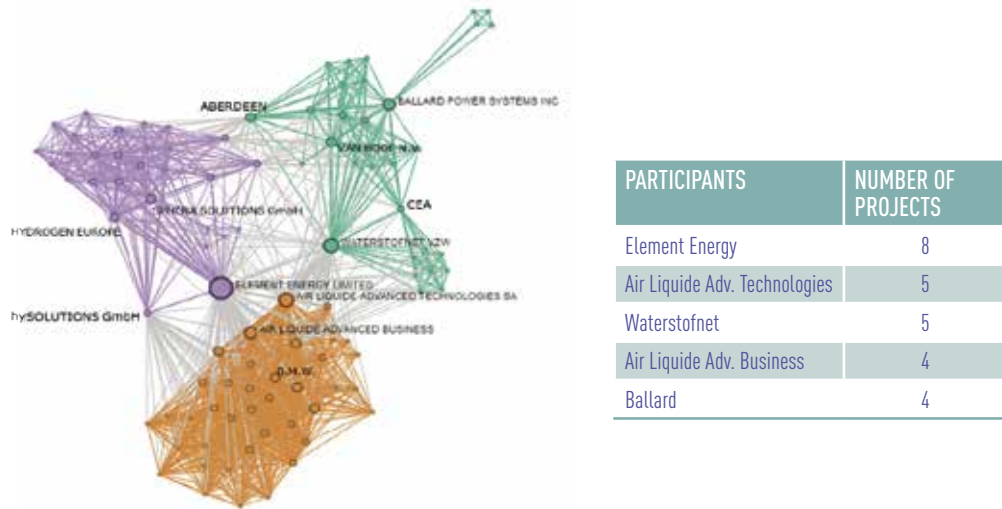 BALLARD POWER SYSTEMS INC
ABERDEEN
VAN HOOL N.V.
CEA
SOLUTIONS GmbH
HYDROGEN EUROPE
WATERSTOFNET VZW
ELEMENT ENERGY LIMITED
AIR LIQUIDE ADVANCED TECHNOLOGIES SA
hySOLUTIONS GmbH
AIR LIQUIDE ADVANCED BUSINESS
B.M.W.
PARTICIPANTS NUMBER OF
PROJECTS
Element Energy 8
Air Liquide Adv. Technologies 5
Waterstofnet 5
Air Liquide Adv. Business 4
Ballard 4